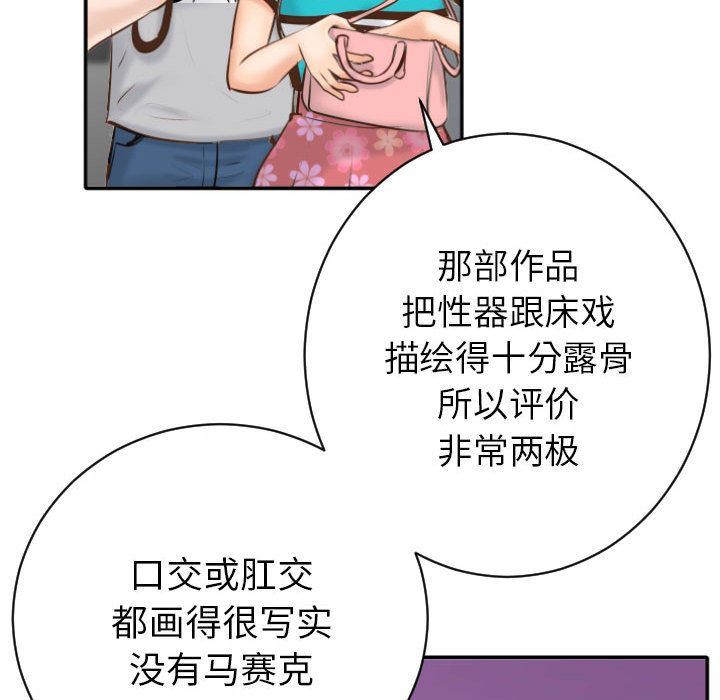 那部作品
把性器跟床戏
描绘得十分露骨
所以评价
非常两极
口交或肛交
都画得很写实
没有马赛克